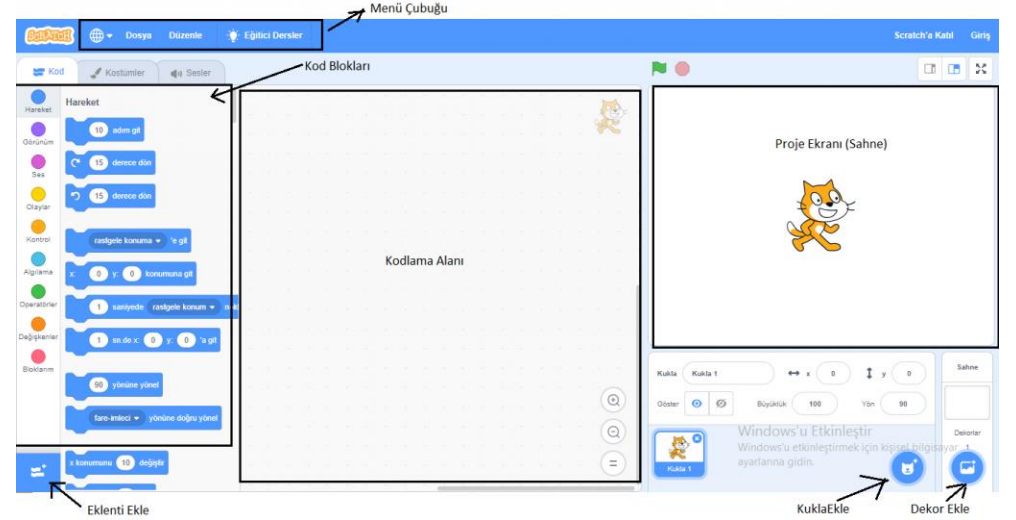 Menü Çubuğu
SCRATCH Dosya Düzenle Eğitici Dersler Scratch'a Katıl Giriş
Kod Kostümler Sesler
Kod Blokları
Hareket
Görünüm
Ses
Olaylar
Kontrol
Algılama
Operatörler
Değişkenler
Bloklarım
Hareket
10 adım git
15 derece dön
15 derece dön
rastgele konuma 'e git
x: 0 y: 0 konumuna git
1 saniyede rastgele konum
1 sn.de x: 0 y: 0 'a git
90 yönüne yönel
fare-imleci yönüne doğru yönel
x konumunu 10 değiştir
Kodlama Alanı
Proje Ekranı (Sahne)
Kukla Kukla 1 x 0 y 0
Göster Büyüklük 100 Yön 90
Kukla 1
Sahne
Dekorlar
1
Windows'u Etkinleştir
Windows'u etkinleştirmek için kişisel bilgisayar
ayarlarına gidin.
Eklenti Ekle
KuklaEkle
Dekor Ekle